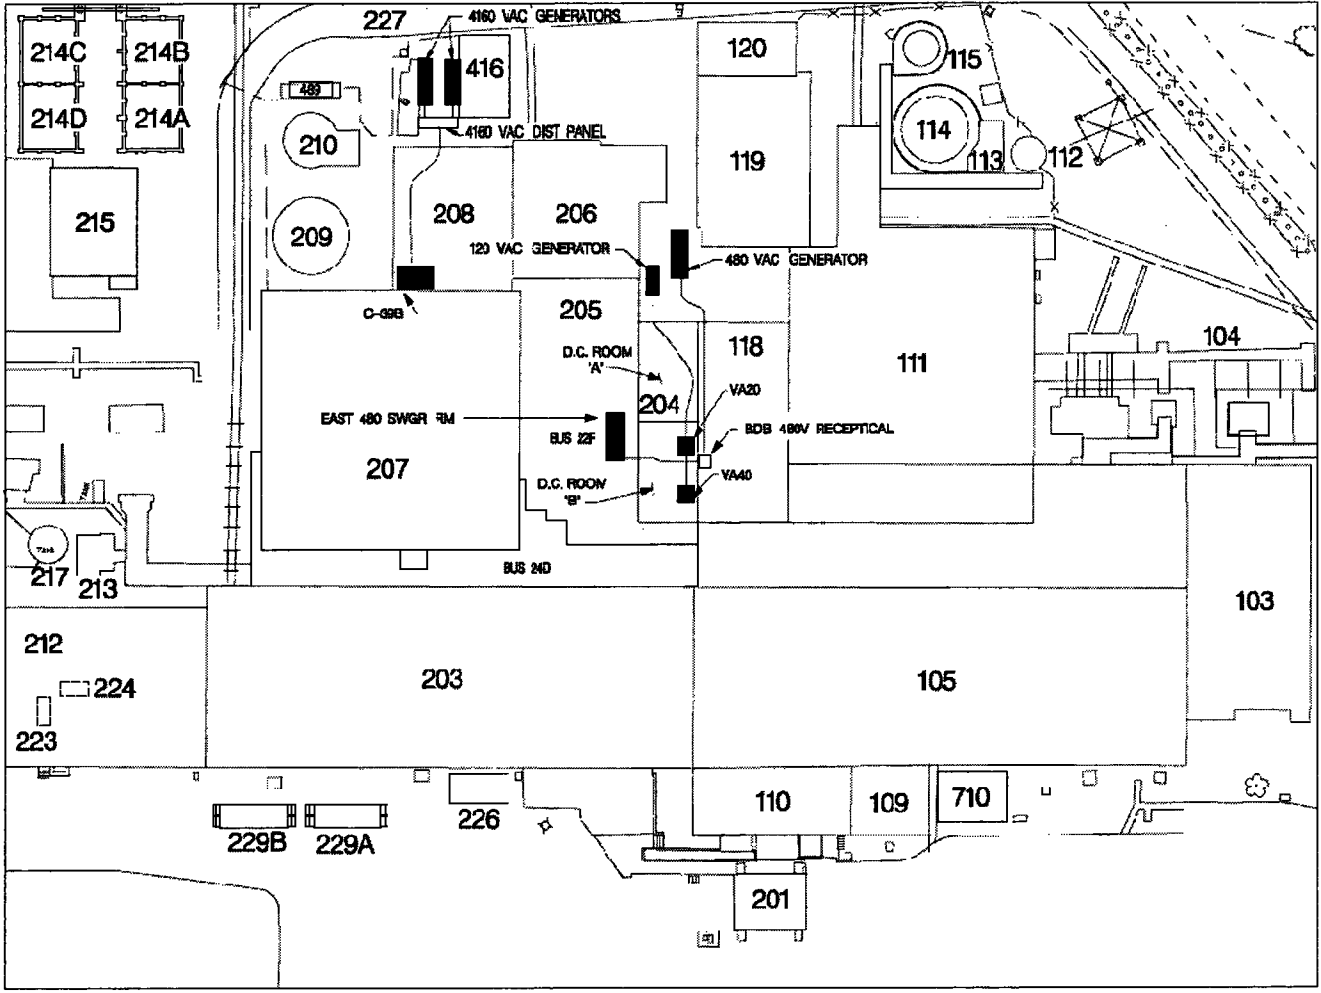 227
4160 VAC GENERATORS
214C
214B
120
115
416
489
214D
214A
210
4160 VAC DIST PANEL
114
119
113
112
215
208
206
209
120 VAC GENERATOR
480 VAC GENERATOR
205
C-69B
104
118
D.C. ROOM
'A'
111
VA20
204
EAST 480 SWGR RM
BUS 22F
BDB 480V RECEPTICAL
207
VA40
D.C. ROOM
'B'
BUS 24D
217
213
103
212
203
105
224
223
110
109
710
226
229B
229A
201